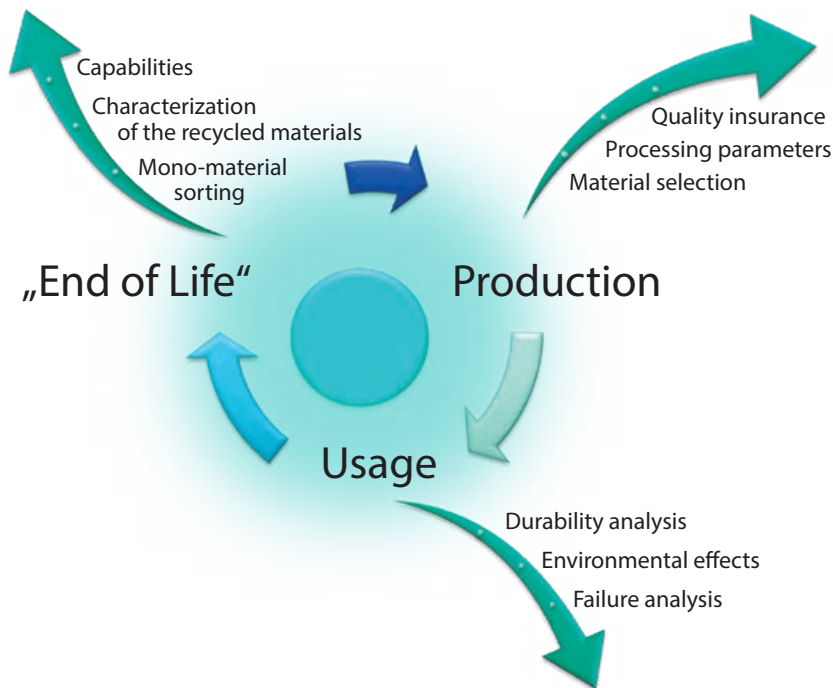 Capabilities
Characterization
of the recycled materials
Mono-material
sorting
Quality insurance
Processing parameters
Material selection
„End of Life“
Production
Usage
Durability analysis
Environmental effects
Failure analysis